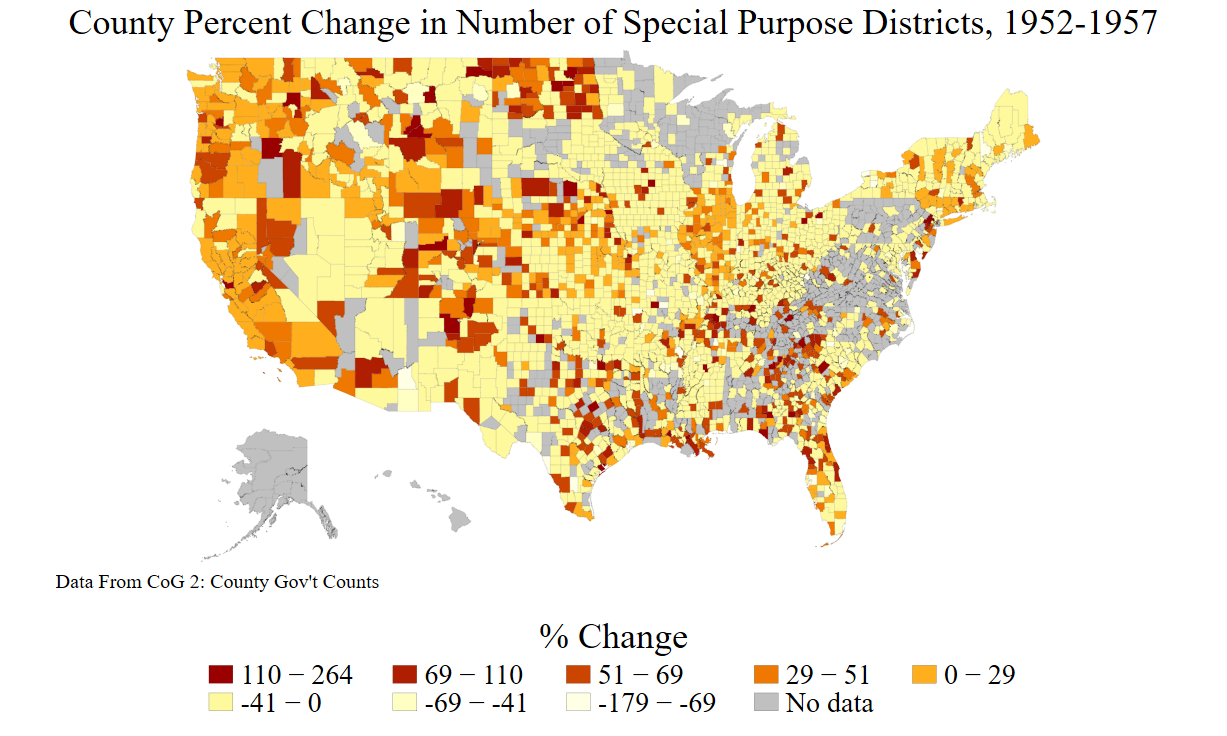 County Percent Change in Number of Special Purpose Districts, 1952-1957
Data From CoG 2: County Gov't Counts
% Change
110 − 264 69 − 110 51 − 69 29 − 51 0 − 29
-41 − 0 -69 − -41 -179 − -69 No data